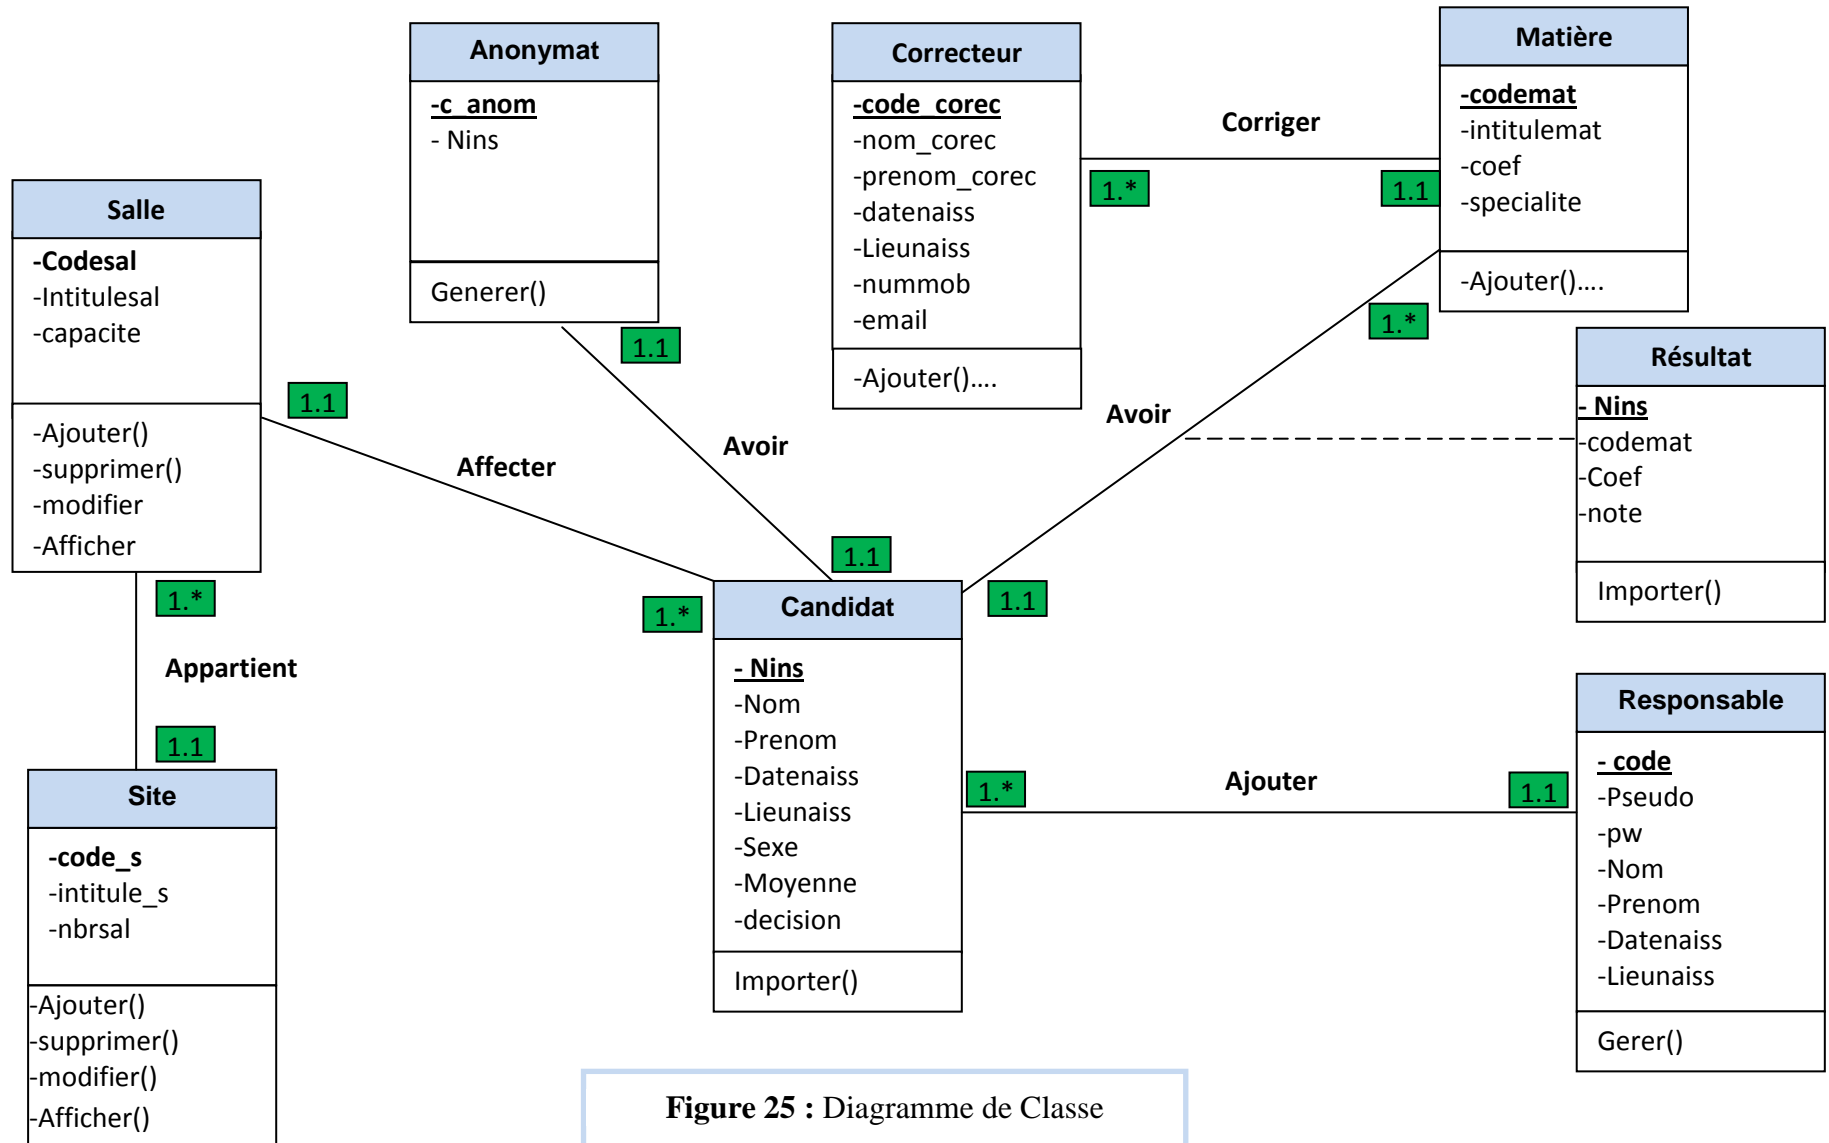 Anonymat
-c_anom
- Nins
Generer()
1.1
Correcteur
-code_corec
-nom_corec
-prenom_corec
-datenaiss
-Lieunaiss
-nummob
-email
-Ajouter()....
Corriger
1.*
1.1
Matière
-codemat
-intitulemat
-coef
-specialite
-Ajouter()....
1.*
Salle
-Codesal
-Intitulesal
-capacite
-Ajouter()
-supprimer()
-modifier
-Afficher
1.1
Affecter
Avoir
Avoir
Résultat
- Nins
-codemat
-Coef
-note
Importer()
1.*
Appartient
1.1
1.*
1.1
1.1
Candidat
- Nins
-Nom
-Prenom
-Datenaiss
-Lieunaiss
-Sexe
-Moyenne
-decision
Importer()
1.*
Ajouter
1.1
Responsable
- code
-Pseudo
-pw
-Nom
-Prenom
-Datenaiss
-Lieunaiss
Gerer()
Site
-code_s
-intitule_s
-nbrsal
-Ajouter()
-supprimer()
-modifier()
-Afficher()
Figure 25 : Diagramme de Classe